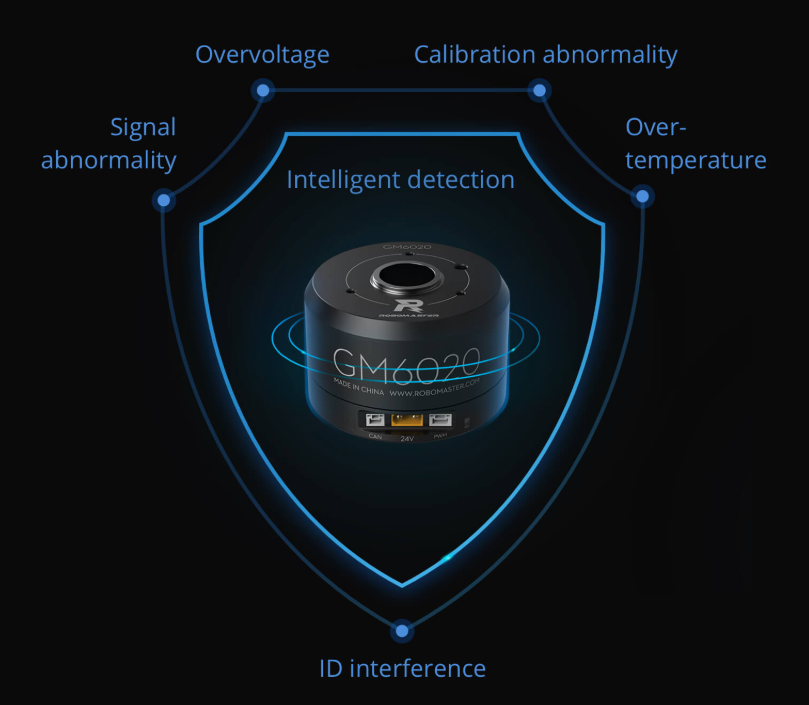 Overvoltage
Calibration abnormality
Signal
abnormality
Over-
temperature
Intelligent detection
GM6020
ROBOMASTER
GM6020
MADE IN CHINA WWW.ROBOMASTER.COM
CAN
24V
PWM
ID interference